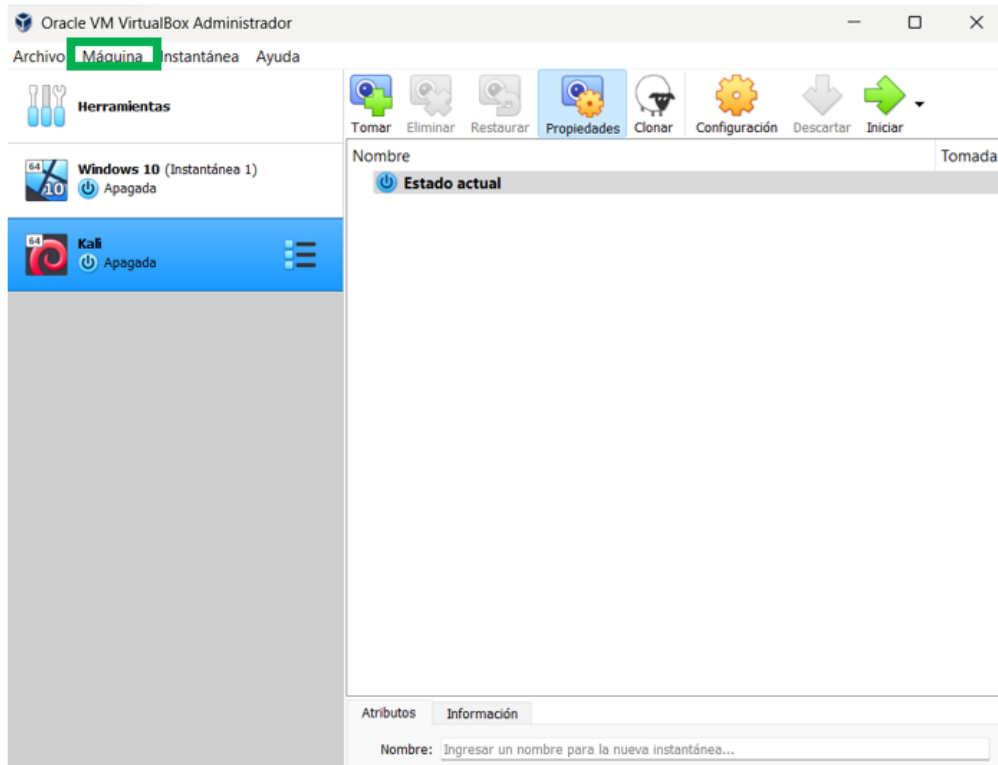 Oracle VM VirtualBox Administrador
Archivo Máquina Instantánea Ayuda
Herramientas
Tomar Eliminar Restaurar Propiedades Clonar Configuración Descartar Iniciar
Nombre Tomada
Estado actual
64
10
Windows 10 (Instantánea 1)
Apagada
64
Kali
Apagada
Atributos Información
Nombre: Ingresar un nombre para la nueva instantánea...